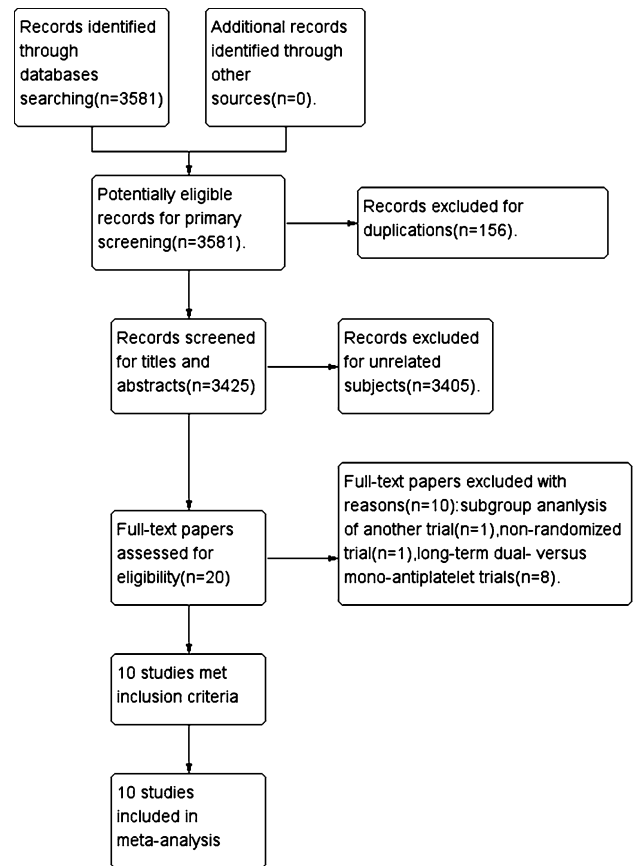 Records identified
through
databases
searching(n=3581)
Additional records
identified through
other
sources(n=0).
Potentially eligible
records for primary
screening(n=3581).
Records excluded for
duplications(n=156).
Records screened
for titles and
abstracts(n=3425)
Records excluded
for unrelated
subjects(n=3405).
Full-text papers
assessed for
eligibility(n=20)
Full-text papers excluded with
reasons(n=10):subgroup ananlysis
of another trial(n=1),non-randomized
trial(n=1),long-term dual- versus
mono-antiplatelet trials(n=8).
10 studies met
inclusion criteria
10 studies
included in
meta-analysis